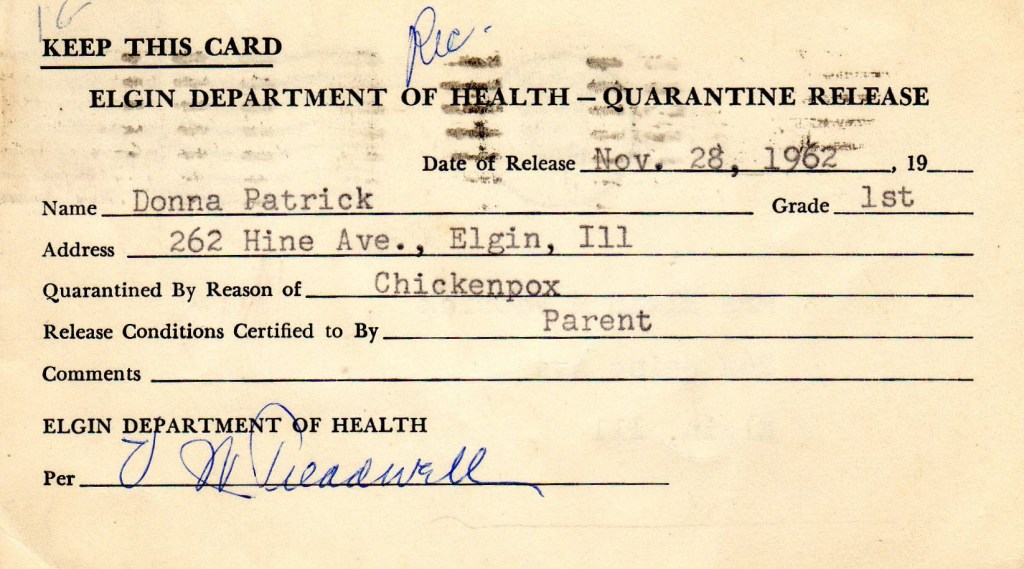 Rec.
KEEP THIS CARD
ELGIN DEPARTMENT OF HEALTH – QUARANTINE RELEASE
Date of Release Nov. 28, 1962 , 19
Name Donna Patrick Grade 1st
Address 262 Hine Ave., Elgin, Ill
Quarantined By Reason of Chickenpox
Release Conditions Certified to By Parent
Comments
ELGIN DEPARTMENT OF HEALTH
Per M Treadwell